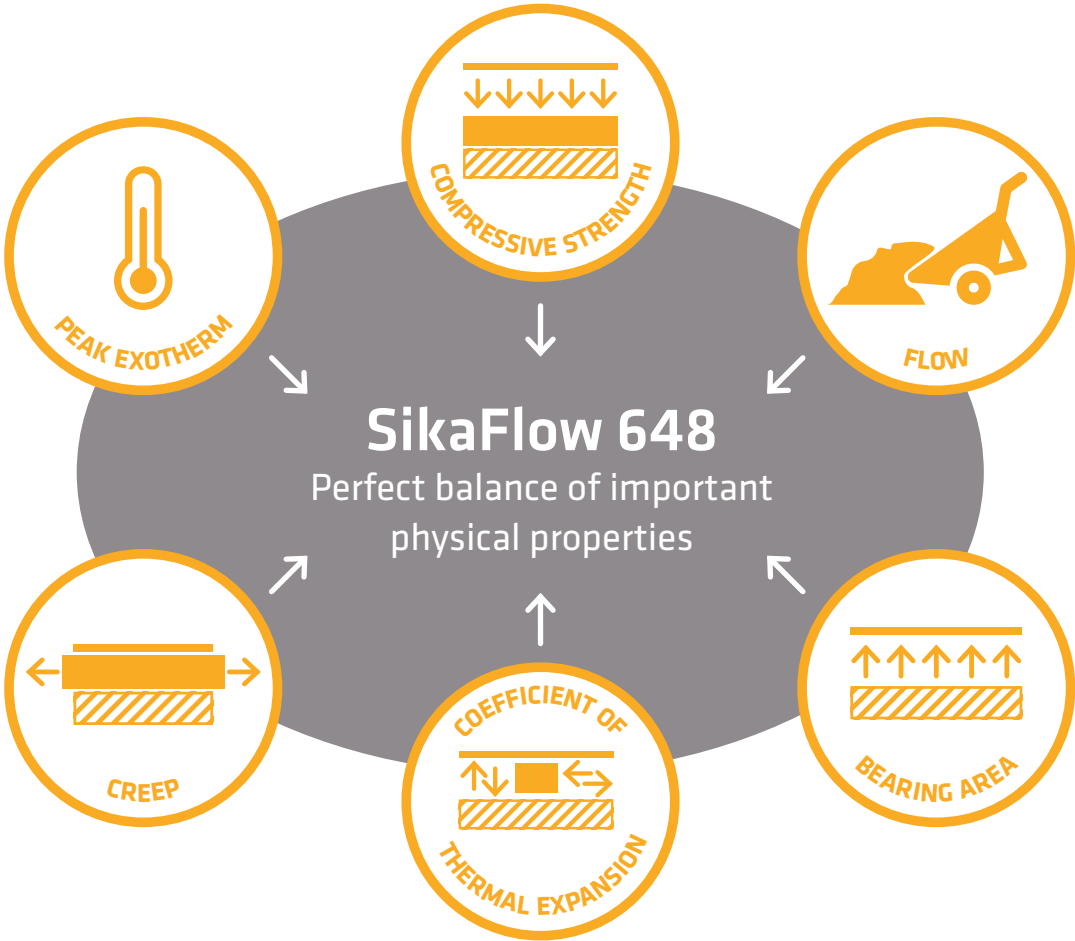 COMPRESSIVE STRENGTH
PEAK EXOTHERM
FLOW
SikaFlow 648
Perfect balance of important
physical properties
CREEP
COEFFICIENT OF
THERMAL EXPANSION
BEARING AREA